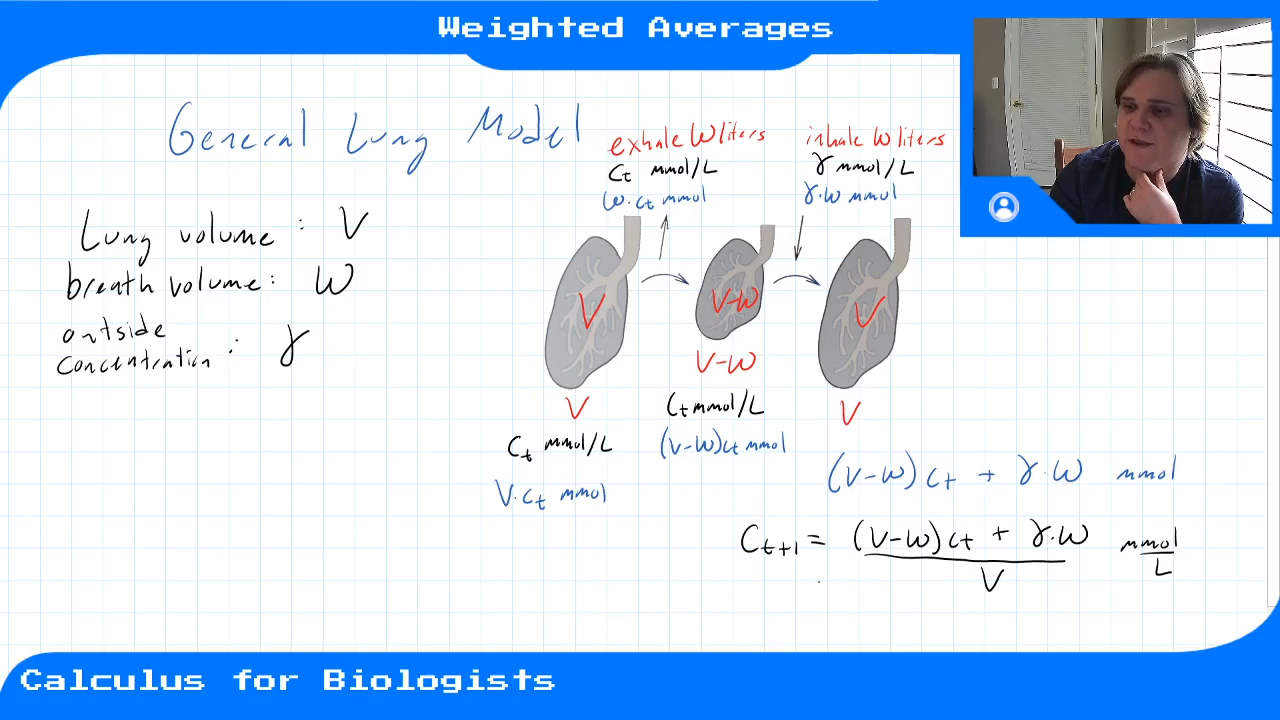 Weighted Averages
General Lung Model
Lung volume : V
breath volume: W
outside
concentration : γ
exhale W liters
Ct mmol/L
W·Ct mmol
inhale W liters
γ mmol/L
γ·W mmol
V
V-W
V
V
Ct mmol/L
V·Ct mmol
V-W
Ct mmol/L
(V-W)Ct mmol
V
(V-W)Ct + γ·W mmol
Ct+1 = (V-W)Ct + γ·W mmol
V L
Calculus for Biologists